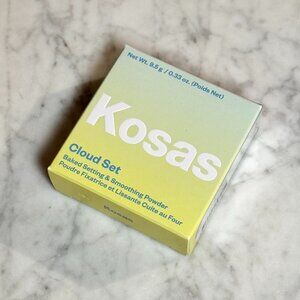 Net Wt. 9.5 g / 0.33 oz. (Poids Net)
Kosas
Cloud Set
Baked Setting & Smoothing Powder
Poudre Fixatrice et Lissante Cuite au Four